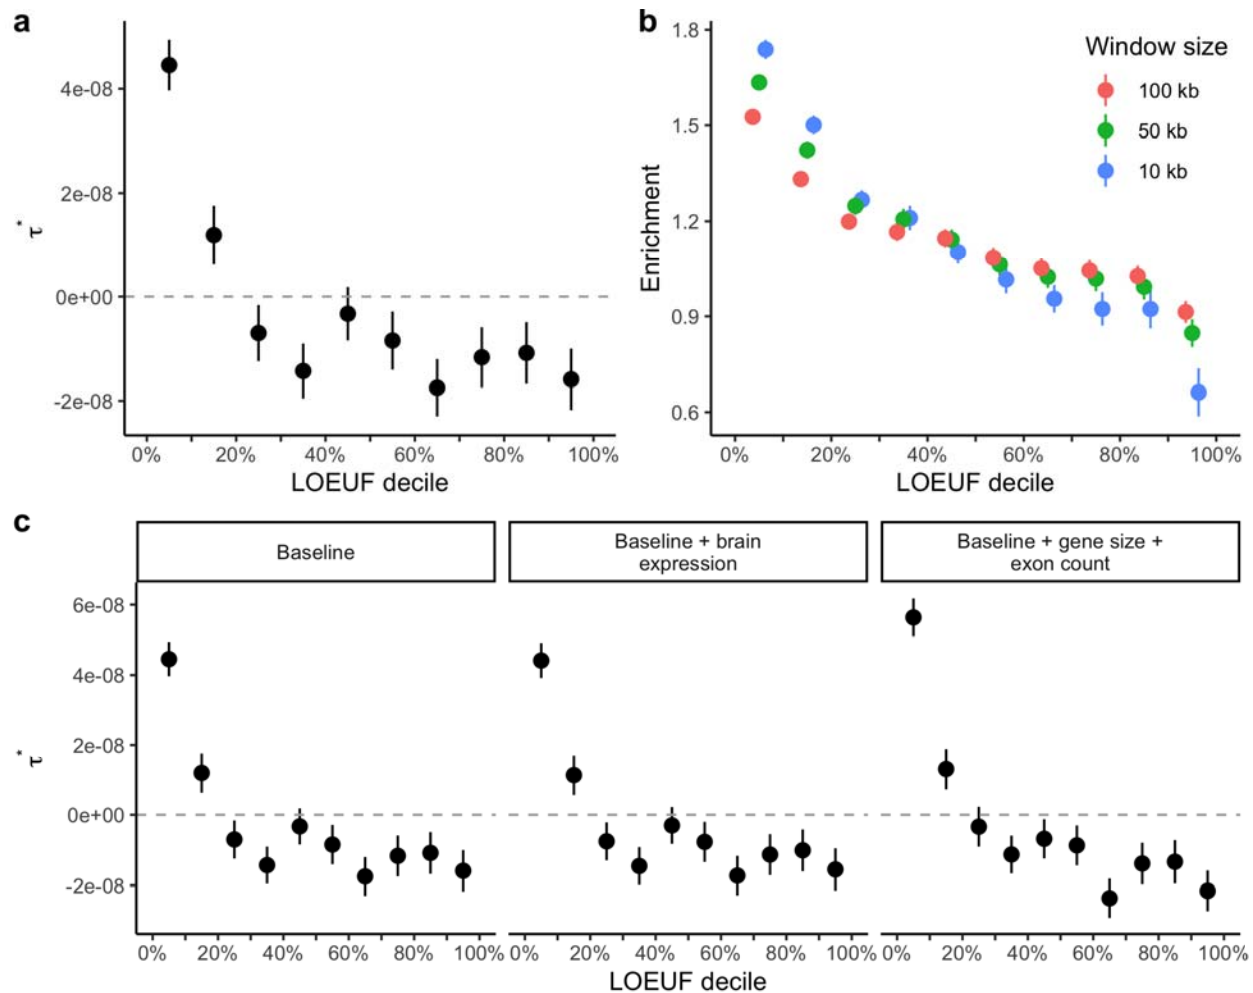 a
4e-08
2e-08
0e+00
-2e-08
τ*
0% 20% 40% 60% 80% 100%
LOEUF decile
b
1.8
1.5
1.2
0.9
0.6
Enrichment
Window size
100 kb
50 kb
10 kb
0% 20% 40% 60% 80% 100%
LOEUF decile
c
Baseline
Baseline + brain
expression
Baseline + gene size +
exon count
6e-08
4e-08
2e-08
0e+00
-2e-08
τ*
0% 20% 40% 60% 80% 100%
0% 20% 40% 60% 80% 100%
0% 20% 40% 60% 80% 100%
LOEUF decile